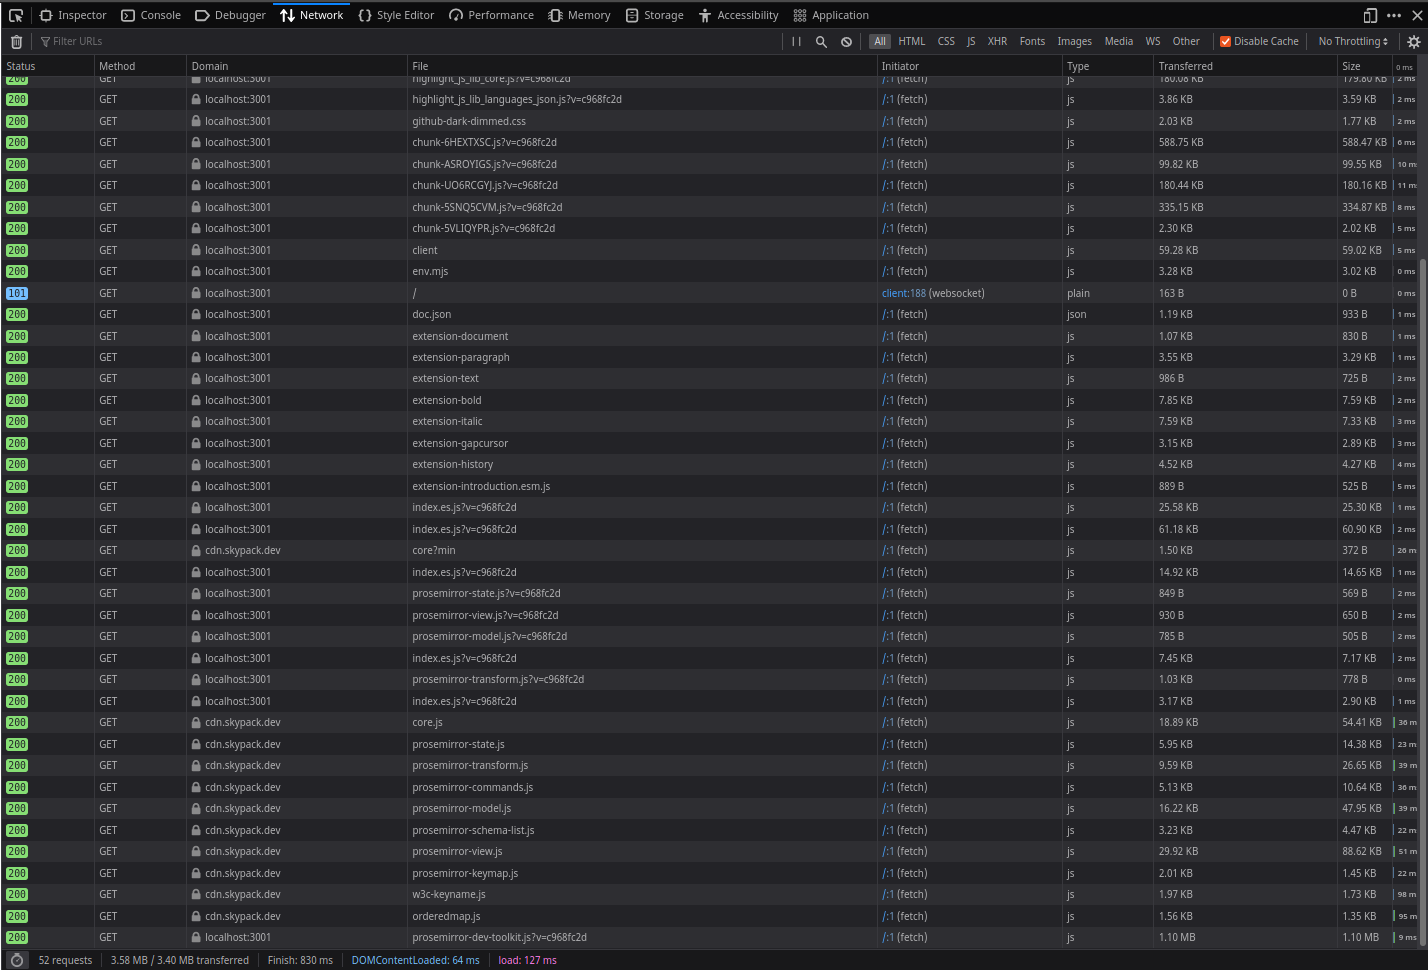 Inspector Console Debugger Network Style Editor Performance Memory Storage Accessibility Application
Filter URLs All HTML CSS JS XHR Fonts Images Media WS Other Disable Cache No Throttling
Status Method Domain File Initiator Type Transferred Size 0 ms
200 GET localhost:3001 highlight_js_lib_core.js?v=c968fc2d /:1 (fetch) js 180.08 KB 179.80 KB 2 ms
200 GET localhost:3001 highlight_js_lib_languages_json.js?v=c968fc2d /:1 (fetch) js 3.86 KB 3.59 KB 2 ms
200 GET localhost:3001 github-dark-dimmed.css /:1 (fetch) js 2.03 KB 1.77 KB 2 ms
200 GET localhost:3001 chunk-6HEXTXSC.js?v=c968fc2d /:1 (fetch) js 588.75 KB 588.47 KB 6 ms
200 GET localhost:3001 chunk-ASROYIGS.js?v=c968fc2d /:1 (fetch) js 99.82 KB 99.55 KB 10 m
200 GET localhost:3001 chunk-UO6RCGYJ.js?v=c968fc2d /:1 (fetch) js 180.44 KB 180.16 KB 11 m
200 GET localhost:3001 chunk-5SNQ5CVM.js?v=c968fc2d /:1 (fetch) js 335.15 KB 334.87 KB 8 ms
200 GET localhost:3001 chunk-5VLIQYPR.js?v=c968fc2d /:1 (fetch) js 2.30 KB 2.02 KB 5 ms
200 GET localhost:3001 client /:1 (fetch) js 59.28 KB 59.02 KB 5 ms
200 GET localhost:3001 env.mjs /:1 (fetch) js 3.28 KB 3.02 KB 0 ms
101 GET localhost:3001 / client:188 (websocket) plain 163 B 0 B 0 ms
200 GET localhost:3001 doc.json /:1 (fetch) json 1.19 KB 933 B 1 ms
200 GET localhost:3001 extension-document /:1 (fetch) js 1.07 KB 830 B 1 ms
200 GET localhost:3001 extension-paragraph /:1 (fetch) js 3.55 KB 3.29 KB 1 ms
200 GET localhost:3001 extension-text /:1 (fetch) js 986 B 725 B 2 ms
200 GET localhost:3001 extension-bold /:1 (fetch) js 7.85 KB 7.59 KB 2 ms
200 GET localhost:3001 extension-italic /:1 (fetch) js 7.59 KB 7.33 KB 3 ms
200 GET localhost:3001 extension-gapcursor /:1 (fetch) js 3.15 KB 2.89 KB 3 ms
200 GET localhost:3001 extension-history /:1 (fetch) js 4.52 KB 4.27 KB 4 ms
200 GET localhost:3001 extension-introduction.esm.js /:1 (fetch) js 889 B 525 B 5 ms
200 GET localhost:3001 index.es.js?v=c968fc2d /:1 (fetch) js 25.58 KB 25.30 KB 1 ms
200 GET localhost:3001 index.es.js?v=c968fc2d /:1 (fetch) js 61.18 KB 60.90 KB 2 ms
200 GET cdn.skypack.dev core?min /:1 (fetch) js 1.50 KB 372 B 26 m
200 GET localhost:3001 index.es.js?v=c968fc2d /:1 (fetch) js 14.92 KB 14.65 KB 1 ms
200 GET localhost:3001 prosemirror-state.js?v=c968fc2d /:1 (fetch) js 849 B 569 B 2 ms
200 GET localhost:3001 prosemirror-view.js?v=c968fc2d /:1 (fetch) js 930 B 650 B 2 ms
200 GET localhost:3001 prosemirror-model.js?v=c968fc2d /:1 (fetch) js 785 B 505 B 2 ms
200 GET localhost:3001 index.es.js?v=c968fc2d /:1 (fetch) js 7.45 KB 7.17 KB 2 ms
200 GET localhost:3001 prosemirror-transform.js?v=c968fc2d /:1 (fetch) js 1.03 KB 778 B 0 ms
200 GET localhost:3001 index.es.js?v=c968fc2d /:1 (fetch) js 3.17 KB 2.90 KB 1 ms
200 GET cdn.skypack.dev core.js /:1 (fetch) js 18.89 KB 54.41 KB 36 m
200 GET cdn.skypack.dev prosemirror-state.js /:1 (fetch) js 5.95 KB 14.38 KB 23 m
200 GET cdn.skypack.dev prosemirror-transform.js /:1 (fetch) js 9.59 KB 26.65 KB 39 m
200 GET cdn.skypack.dev prosemirror-commands.js /:1 (fetch) js 5.13 KB 10.64 KB 36 m
200 GET cdn.skypack.dev prosemirror-model.js /:1 (fetch) js 16.22 KB 47.95 KB 39 m
200 GET cdn.skypack.dev prosemirror-schema-list.js /:1 (fetch) js 3.23 KB 4.47 KB 22 m
200 GET cdn.skypack.dev prosemirror-view.js /:1 (fetch) js 29.92 KB 88.62 KB 51 m
200 GET cdn.skypack.dev prosemirror-keymap.js /:1 (fetch) js 2.01 KB 1.45 KB 22 m
200 GET cdn.skypack.dev w3c-keyname.js /:1 (fetch) js 1.97 KB 1.73 KB 98 m
200 GET cdn.skypack.dev orderedmap.js /:1 (fetch) js 1.56 KB 1.35 KB 95 m
200 GET localhost:3001 prosemirror-dev-toolkit.js?v=c968fc2d /:1 (fetch) js 1.10 MB 1.10 MB 9 ms
52 requests 3.58 MB / 3.40 MB transferred Finish: 830 ms DOMContentLoaded: 64 ms load: 127 ms